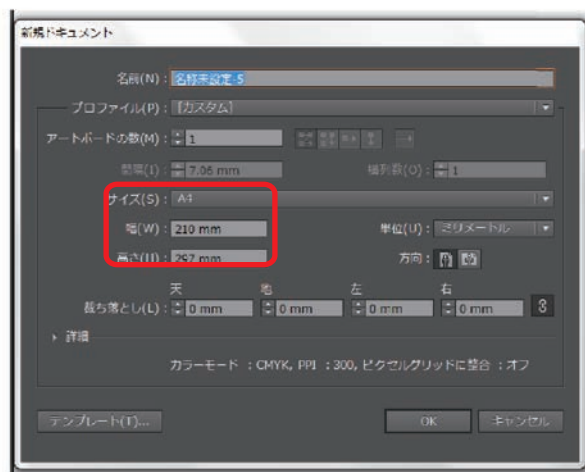 新規ドキュメント
名前(N)：名称未設定-5
プロファイル(P)：[カスタム]
アートボードの数(M)：1
間隔(I)：7.06 mm 横列数(O)：1
サイズ(S)：A4
幅(W)：210 mm 単位(U)：ミリメートル
高さ(H)：297 mm 方向：
天 地 左 右
裁ち落とし(L)：0 mm 0 mm 0 mm 0 mm
詳細
カラーモード ：CMYK, PPI ：300, ピクセルグリッドに整合 ：オフ
テンプレート(T)... OK キャンセル